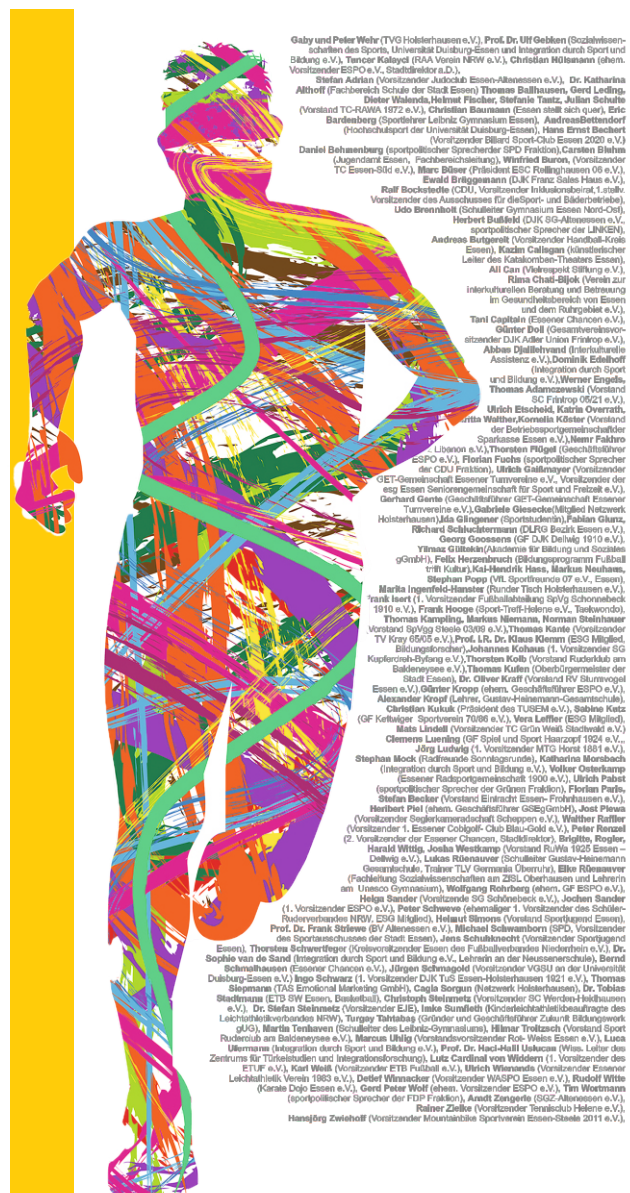 Gaby und Peter Wehr (TVG Holsterhausen e.V.), Prof. Dr. Ulf Gebken (Sozialwissen-
schaften des Sports, Universität Duisburg-Essen und Integration durch Sport und
Bildung e.V.), Tuncer Kalayci (RAA Verein NRW e.V.), Christian Hülsmann (ehem.
Vorsitzender ESPO e.V., Stadtdirektor a.D.),
Stefan Adrian (Vorsitzender Judoclub Essen-Altenessen e.V.), Dr. Katharina
Althoff (Fachbereich Schule der Stadt Essen) Thomas Ballhausen, Gerd Leding,
Dieter Walenda,Helmut Fischer, Stefanie Tantz, Julian Schulte
(Vorstand TC-RAWA 1972 e.V.), Christian Baumann (Essen stellt sich quer), Eric
Bardenberg (Sportlehrer Leibniz Gymnasium Essen), AndreasBettendorf
(Hochschulsport der Universität Duisburg-Essen), Hans Ernst Bechert
(Vorsitzender Billard Sport-Club Essen 2020 e.V.)
Daniel Behmenburg (sportpolitischer Sprecherder SPD Fraktion),Carsten Bluhm
(Jugendamt Essen, Fachbereichsleitung), Winfried Buron, (Vorsitzender
TC Essen-Süd e.V.), Marc Büser (Präsident ESC Rellinghausen 06 e.V.),
Ewald Brüggemann (DJK Franz Sales Haus e.V.),
Ralf Bockstedte (CDU, Vorsitzender Inklusionsbeirat,1.stellv.
Vorsitzender des Ausschusses für dieSport- und Bäderbetriebe),
Udo Brennholt (Schulleiter Gymnasium Essen Nord-Ost),
Herbert Bußfeld (DJK SG-Altenessen e.V.,
sportpolitischer Sprecher der LINKEN),
Andreas Butgereit (Vorsitzender Handball-Kreis
Essen), Kazim Calisgan (künstlerischer
Leiter des Katakomben-Theaters Essen),
Ali Can (Vielrespekt Stiftung e.V.),
Rima Chati-Bijok (Verein zur
interkulturellen Beratung und Betreuung
im Gesundheitsbereich von Essen
und dem Ruhrgebiet e.V.),
Tani Capitain (Essener Chancen e.V.),
Günter Doll (Gesamtvereinsvor-
sitzender DJK Adler Union Frintrop e.V.),
Abbas Djalilehvand (Interkulturelle
Assistenz e.V.),Dominik Edelhoff
(Integration durch Sport
und Bildung e.V.),Werner Engels,
Thomas Adamczewski (Vorstand
SC Frintrop 05/21 e.V.),
Ulrich Etscheid, Katrin Overrath,
Walther,Kornelia Köster (Vorstand
der Betriebssportgemeinschaftder
Sparkasse Essen e.V.),Nemr Fakhro
Libanon e.V.),Thorsten Flügel (Geschäftsführer
ESPO e.V.), Florian Fuchs (sportpolitischer Sprecher
der CDU Fraktion), Ulrich Gaißmayer (Vorsitzender
GET-Gemeinschaft Essener Turnvereine e.V., Vorsitzender der
esg Essen Seniorengemeinschaft für Sport und Freizeit e.V.),
Gerhard Gente (Geschäftsführer GET-Gemeinschaft Essener
Turnvereine e.V.),Gabriele Giesecke(Mitglied Netzwerk
Holsterhausen),Ida Glingener (Sportstudentin),Fabian Glunz,
Richard Schluchtermann (DLRG Bezirk Essen e.V.),
Georg Goossens (GF DJK Dellwig 1910 e.V.),
Yilmaz Gültekin(Akademie für Bildung und Soziales
gGmbH), Felix Herzenbruch (Bildungsprogramm Fußball
trifft Kultur),Kai-Hendrik Hass, Markus Neuhaus,
Stephan Popp (VfL Sportfreunde 07 e.V., Essen),
Marita Ingenfeld-Hanster (Runder Tisch Holsterhausen e.V.),
Frank Isert (1. Vorsitzender Fußballabteilung SpVg Schonnebeck
1910 e.V.), Frank Hooge (Sport-Treff-Helene e.V., Taekwondo),
Thomas Kampling, Markus Niemann, Norman Steinhauer
Vorstand SpVgg Steele 03/09 e.V.),Thomas Kante (Vorsitzender
TV Kray 65/05 e.V.),Prof. i.R. Dr. Klaus Klemm (ESG Mitglied,
Bildungsforscher),Johannes Kohaus (1. Vorsitzender SG
Kupferdreh-Byfang e.V.),Thorsten Kolb (Vorstand Ruderklub am
Baldeneysee e.V.),Thomas Kufen (Oberbürgermeister der
Stadt Essen), Dr. Oliver Kraff (Vorstand RV Sturmvogel
Essen e.V.),Günter Kropp (ehem. Geschäftsführer ESPO e.V.),
Alexander Kropf (Lehrer, Gustav-Heinemann-Gesamtschule),
Christian Kukuk (Präsident des TUSEM e.V.), Sabine Ketz
(GF Kettwiger Sportverein 70/86 e.V.), Vera Leffler (ESG Mitglied),
Mats Lindell (Vorsitzender TC Grün Weiß Stadtwald e.V.)
Clemens Luening (GF Spiel und Sport Haarzopf 1924 e.V.,,
Jörg Ludwig (1. Vorsitzender MTG Horst 1881 e.V.),
Stephan Mock (Radfreunde Sonntagsrunde), Katharina Morsbach
(Integration durch Sport und Bildung e.V.), Volker Osterkamp
(Essener Radsportgemeinschaft 1900 e.V.), Ulrich Pabst
(sportpolitischer Sprecher der Grünen Fraktion), Florian Paris,
Stefan Becker (Vorstand Eintracht Essen- Frohnhausen e.V.),
Heribert Piel (ehem. Geschäftsführer GSEgGmbH), Jost Plewa
(Vorsitzender Seglerkameradschaft Scheppen e.V.), Walther Raffler
(Vorsitzender 1. Essener Cobigolf- Club Blau-Gold e.V.), Peter Renzel
(2. Vorsitzender der Essener Chancen, Stadtdirektor), Brigitte, Rogler,
Harald Wittig, Josha Westkamp (Vorstand RuWa 1925 Essen –
Dellwig e.V.), Lukas Rüenauver (Schulleiter Gustav-Heinemann
Gesamtschule, Trainer TLV Germania Überruhr), Elke Rüenauver
(Fachleitung Sozialwissenschaften am ZfSL Oberhausen und Lehrerin
am Unesco Gymnasium), Wolfgang Rohrberg (ehem. GF ESPO e.V.),
Helga Sander (Vorsitzende SG Schönebeck e.V.), Jochen Sander
(1. Vorsitzender ESPO e.V.), Peter Schweve (ehemaliger 1. Vorsitzender des Schüler-
Ruderverbandes NRW, ESG Mitglied), Helmut Simons (Vorstand Sportjugend Essen),
Prof. Dr. Frank Striewe (BV Altenessen e.V.), Michael Schwamborn (SPD, Vorsitzender
des Sportausschusses der Stadt Essen), Jens Schuhknecht (Vorsitzender Sportjugend
Essen), Thorsten Schwertfeger (Kreisvorsitzender Essen des Fußballverbandes Niederrhein e.V.), Dr.
Sophie van de Sand (Integration durch Sport und Bildung e.V., Lehrerin an der Neussenerschule), Bernd
Schmalhausen (Essener Chancen e.V.), Jürgen Schmagold (Vorsitzender VGSU an der Universität
Duisburg-Essen e.V.) Ingo Schwarz (1. Vorsitzender DJK TuS Essen-Holsterhausen 1921 e.V.), Thomas
Siepmann (TAS Emotional Marketing GmbH), Cagla Sorgun (Netzwerk Holsterhausen), Dr. Tobias
Stadtmann (ETB SW Essen, Basketball), Christoph Steinmetz (Vorsitzender SC Werden-Heidhausen
e.V.), Dr. Stefan Steinmetz (Vorsitzender EJE), Imke Sumfleth (Kinderleichtathletikbeauftragte des
Leichtathletikverbandes NRW), Turgay Tahtabaş (Gründer und Geschäftsführer Zukunft Bildungswerk
gUG), Martin Tenhaven (Schulleiter des Leibniz-Gymnasiums), Hilmar Troitzsch (Vorstand Sport
Ruderclub am Baldeneysee e.V.), Marcus Uhlig (Vorstandsvorsitzender Rot- Weiss Essen e.V.), Luca
Ullermann (Integration durch Sport und Bildung e.V.), Prof. Dr. Haci-Halil Uslucan (Wiss. Leiter des
Zentrums für Türkeistudien und Integrationsforschung), Lutz Cardinal von Widdern (1. Vorsitzender des
ETUF e.V.), Karl Weiß (Vorsitzender ETB Fußball e.V.), Ulrich Wienands (Vorsitzender Essener
Leichtathletik Verein 1983 e.V.), Detlef Winnacker (Vorsitzender WASPO Essen e.V.), Rudolf Witte
(Karate Dojo Essen e.V.), Gerd Peter Wolf (ehem. Vorsitzender ESPO e.V.), Tim Wortmann
(sportpolitischer Sprecher der FDP Fraktion), Arndt Zengerle (SGZ-Altenessen e.V.),
Rainer Zielke (Vorsitzender Tennisclub Helene e.V.),
Hansjörg Zwiehoff (Vorsitzender Mountainbike Sportverein Essen-Steele 2011 e.V.),